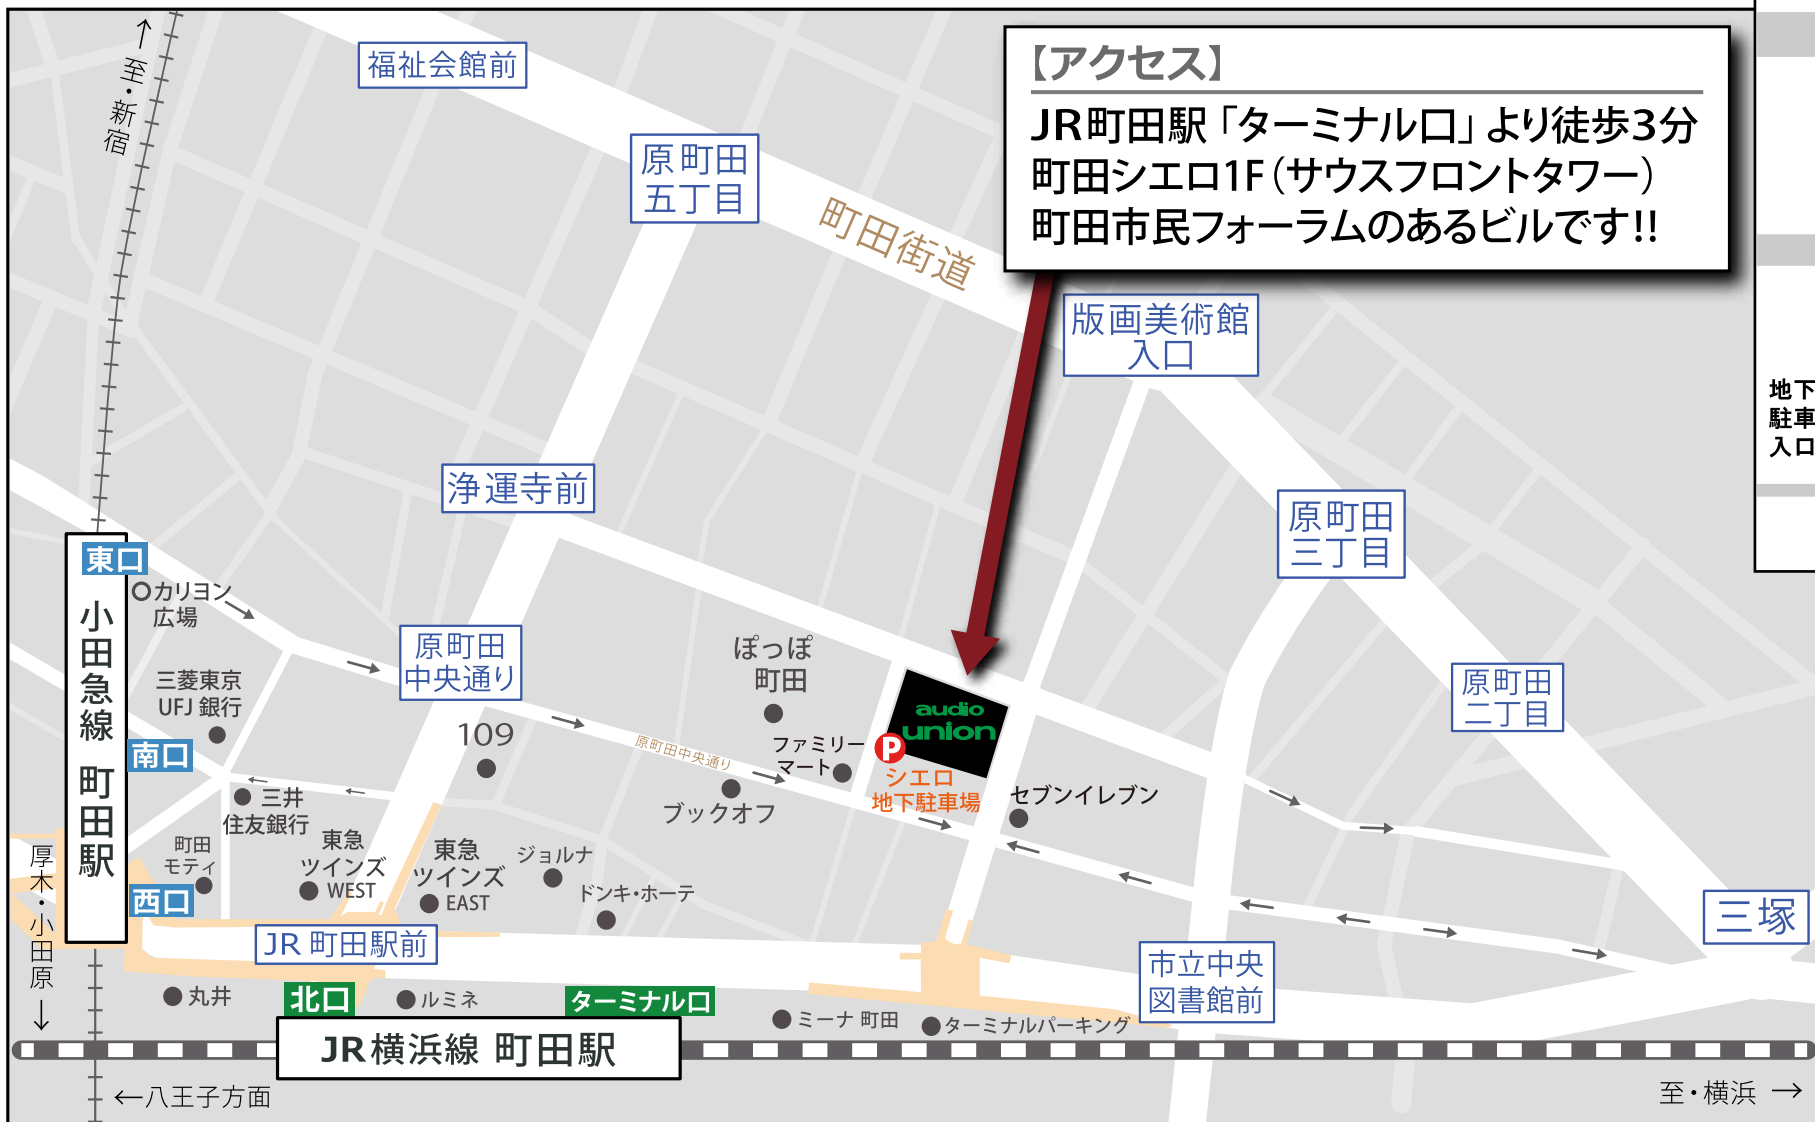 ↑至・新宿
福祉会館前
【アクセス】
JR町田駅「ターミナル口」より徒歩3分
町田シエロ1F(サウスフロントタワー)
町田市民フォーラムのあるビルです!!
原町田
五丁目
町田街道
版画美術館
入口
地下
駐車
入口
浄運寺前
原町田
三丁目
東口
カリヨン
広場
小田急線 町田駅
原町田
中央通り
ぽっぽ
町田
原町田
二丁目
三菱東京
UFJ 銀行
南口
109
原町田中央通り
ファミリー
マート
audio
union
P
シエロ
地下駐車場
セブンイレブン
ブックオフ
三井
住友銀行
町田
モティ
東急
ツインズ
WEST
東急
ツインズ
EAST
ジョルナ
ドンキ・ホーテ
西口
厚木・小田原↓
JR 町田駅前
三塚
市立中央
図書館前
丸井
北口
ルミネ
ターミナル口
ミーナ 町田
ターミナルパーキング
JR横浜線 町田駅
←八王子方面
至・横浜 →